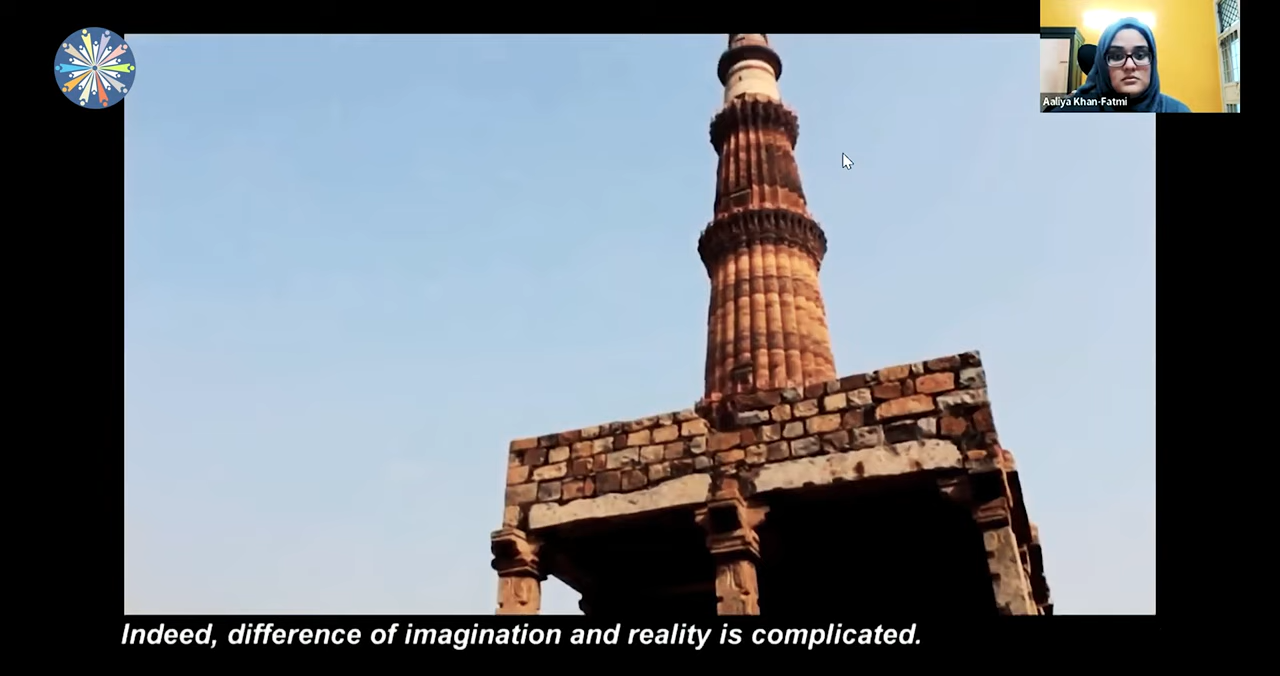 Aaliya Khan-Fatmi
Indeed, difference of imagination and reality is complicated.